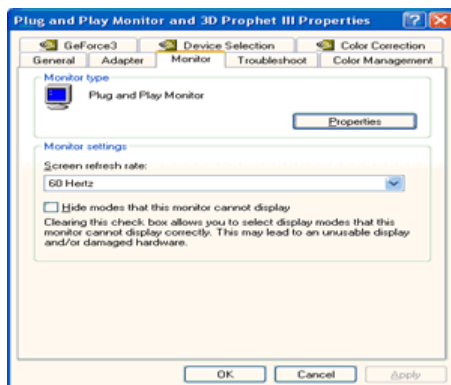 Plug and Play Monitor and 3D Prophet III Properties
GeForce3 Device Selection Color Correction
General Adapter Monitor Troubleshoot Color Management
Monitor type
Plug and Play Monitor
Properties
Monitor settings
Screen refresh rate:
60 Hertz
Hide modes that this monitor cannot display
Clearing this check box allows you to select display modes that this
monitor cannot display correctly. This may lead to an unusable display
and/or damaged hardware.
OK Cancel Apply